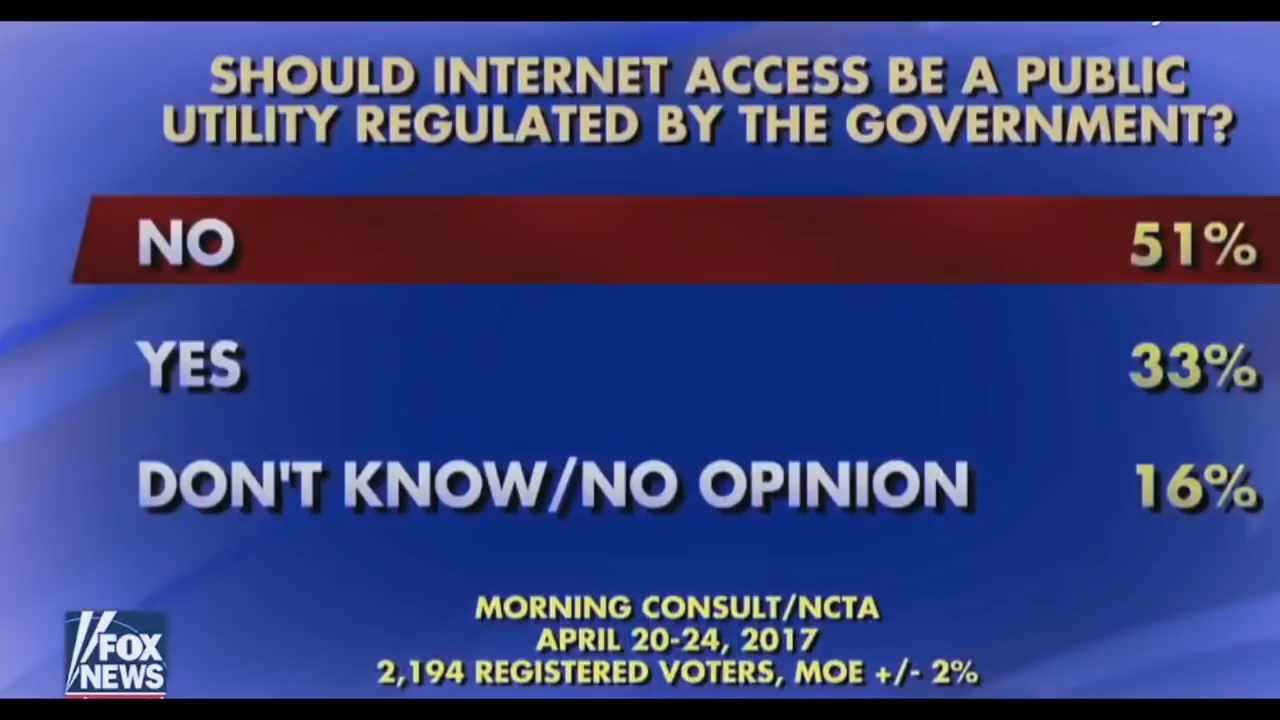 SHOULD INTERNET ACCESS BE A PUBLIC
UTILITY REGULATED BY THE GOVERNMENT?
NO 51%
YES 33%
DON'T KNOW/NO OPINION 16%
MORNING CONSULT/NCTA
APRIL 20-24, 2017
2,194 REGISTERED VOTERS, MOE +/- 2%
FOX
NEWS